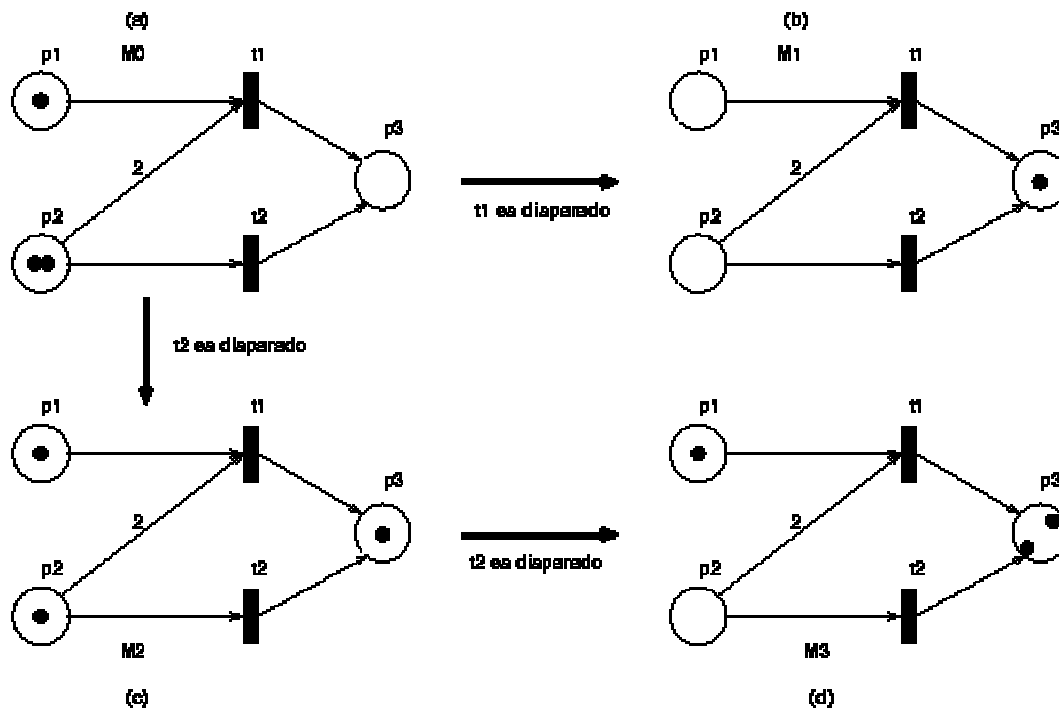 (a)
(b)
p1
M0
t1
p1
M1
t1
p3
p3
2
2
t1 es disparado
p2
t2
p2
t2
t2 es disparado
p1
t1
p1
t1
p3
p3
2
2
t2 es disparado
p2
t2
p2
t2
M2
M3
(c)
(d)